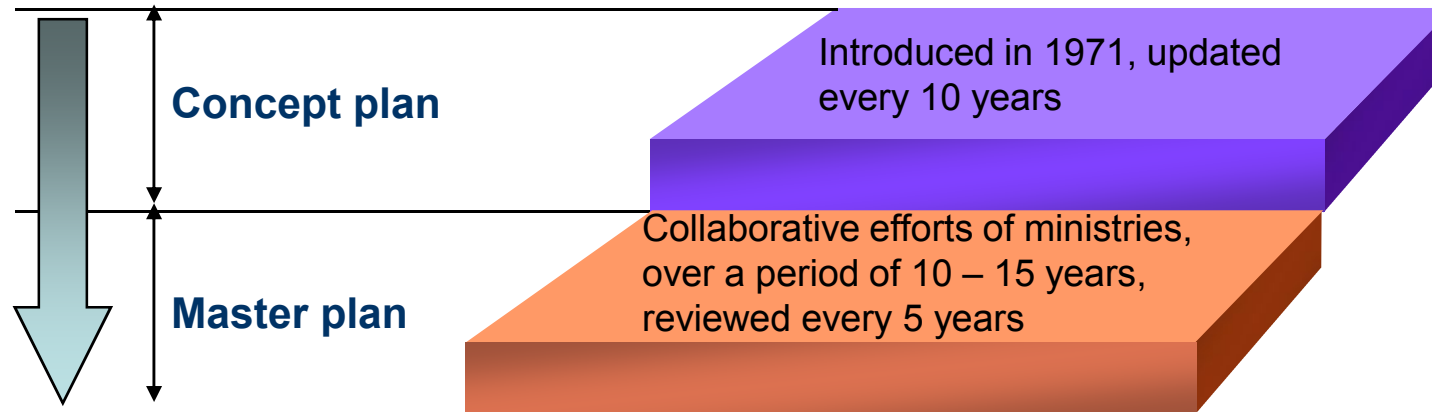 Concept plan
Introduced in 1971, updated
every 10 years
Master plan
Collaborative efforts of ministries,
over a period of 10 – 15 years,
reviewed every 5 years